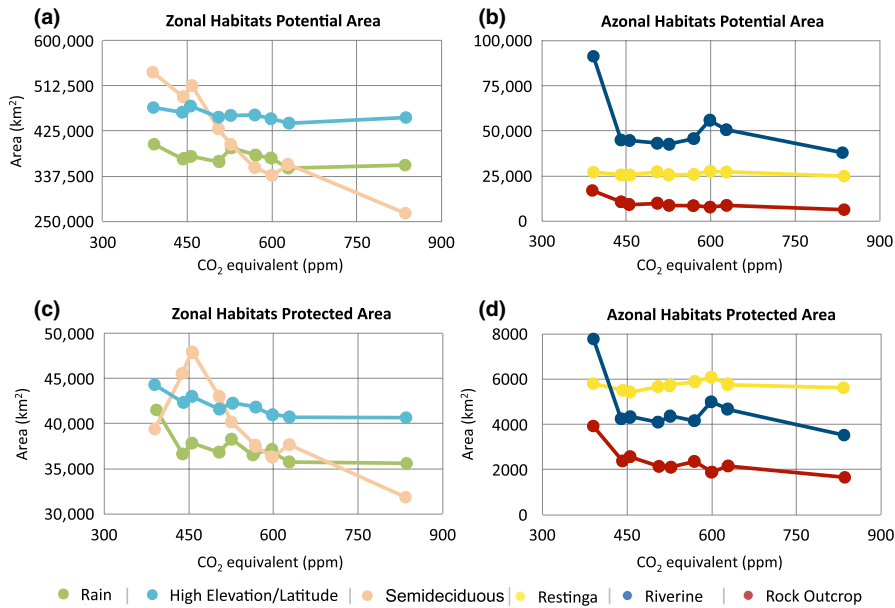 (a) Zonal Habitats Potential Area
600,000
512,500
425,000
337,500
250,000
Area (km²)
300 450 600 750 900
CO₂ equivalent (ppm)
(b) Azonal Habitats Potential Area
100,000
75,000
50,000
25,000
0
Area (km²)
300 450 600 750 900
CO₂ equivalent (ppm)
(c) Zonal Habitats Protected Area
50,000
45,000
40,000
35,000
30,000
Area (km²)
300 450 600 750 900
CO₂ equivalent (ppm)
(d) Azonal Habitats Protected Area
8000
6000
4000
2000
0
Area (km²)
300 450 600 750 900
CO₂ equivalent (ppm)
Rain | High Elevation/Latitude | Semideciduous | Restinga | Riverine | Rock Outcrop